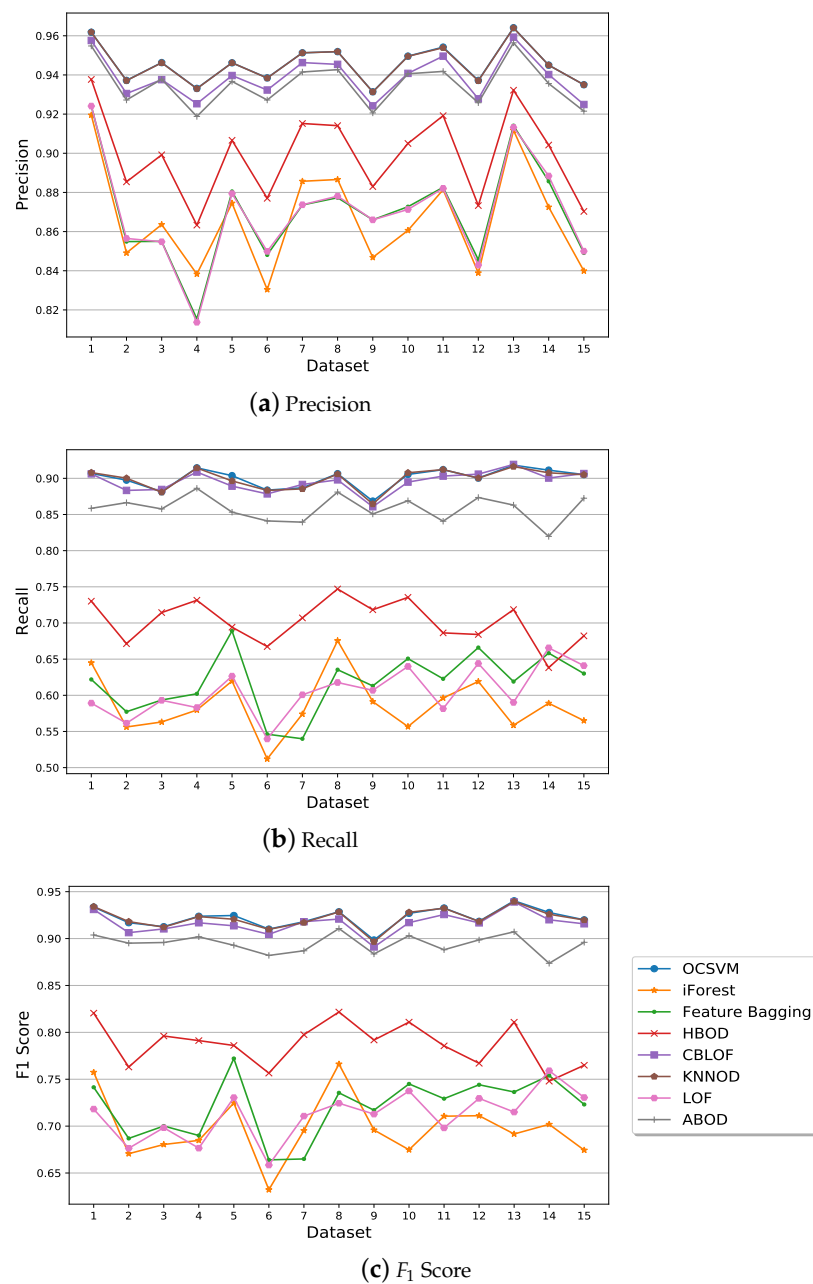 0.96
0.94
0.92
0.90
0.88
0.86
0.84
0.82
Precision
1 2 3 4 5 6 7 8 9 10 11 12 13 14 15
Dataset
(a) Precision
0.90
0.85
0.80
0.75
0.70
0.65
0.60
0.55
0.50
Recall
1 2 3 4 5 6 7 8 9 10 11 12 13 14 15
Dataset
(b) Recall
0.95
0.90
0.85
0.80
0.75
0.70
0.65
F1 Score
1 2 3 4 5 6 7 8 9 10 11 12 13 14 15
Dataset
(c) F1 Score
OCSVM
iForest
Feature Bagging
HBOD
CBLOF
KNNOD
LOF
ABOD